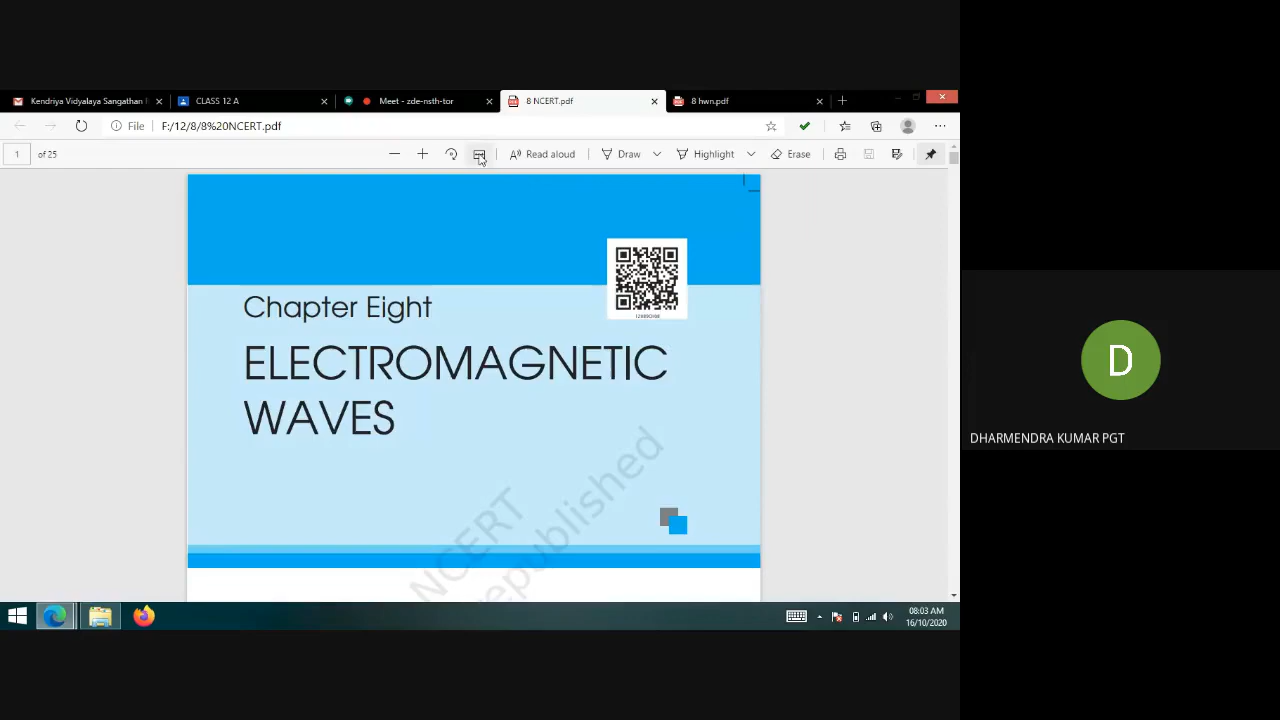 Kendriya Vidyalaya Sangathan
CLASS 12 A
Meet - zde-nsth-tor
8 NCERT.pdf
8 hwn.pdf
File
F:/12/8/8%20NCERT.pdf
1
of 25
Read aloud
Draw
Highlight
Erase
Chapter Eight
ELECTROMAGNETIC
WAVES
NCERT
republished
D
DHARMENDRA KUMAR PGT
08:03 AM
16/10/2020